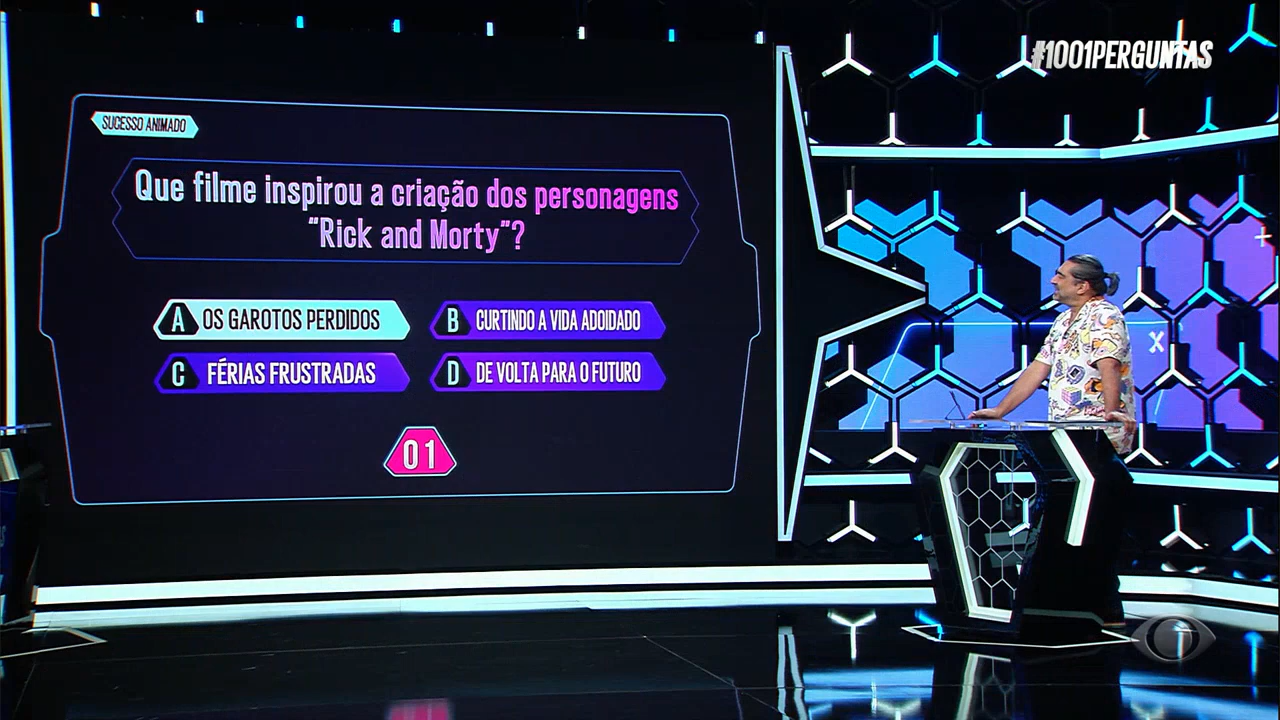 #1001PERGUNTAS
SUCESSO ANIMADO
Que filme inspirou a criação dos personagens
"Rick and Morty"?
A OS GAROTOS PERDIDOS
B CURTINDO A VIDA ADOIDADO
C FÉRIAS FRUSTRADAS
D DE VOLTA PARA O FUTURO
01
X